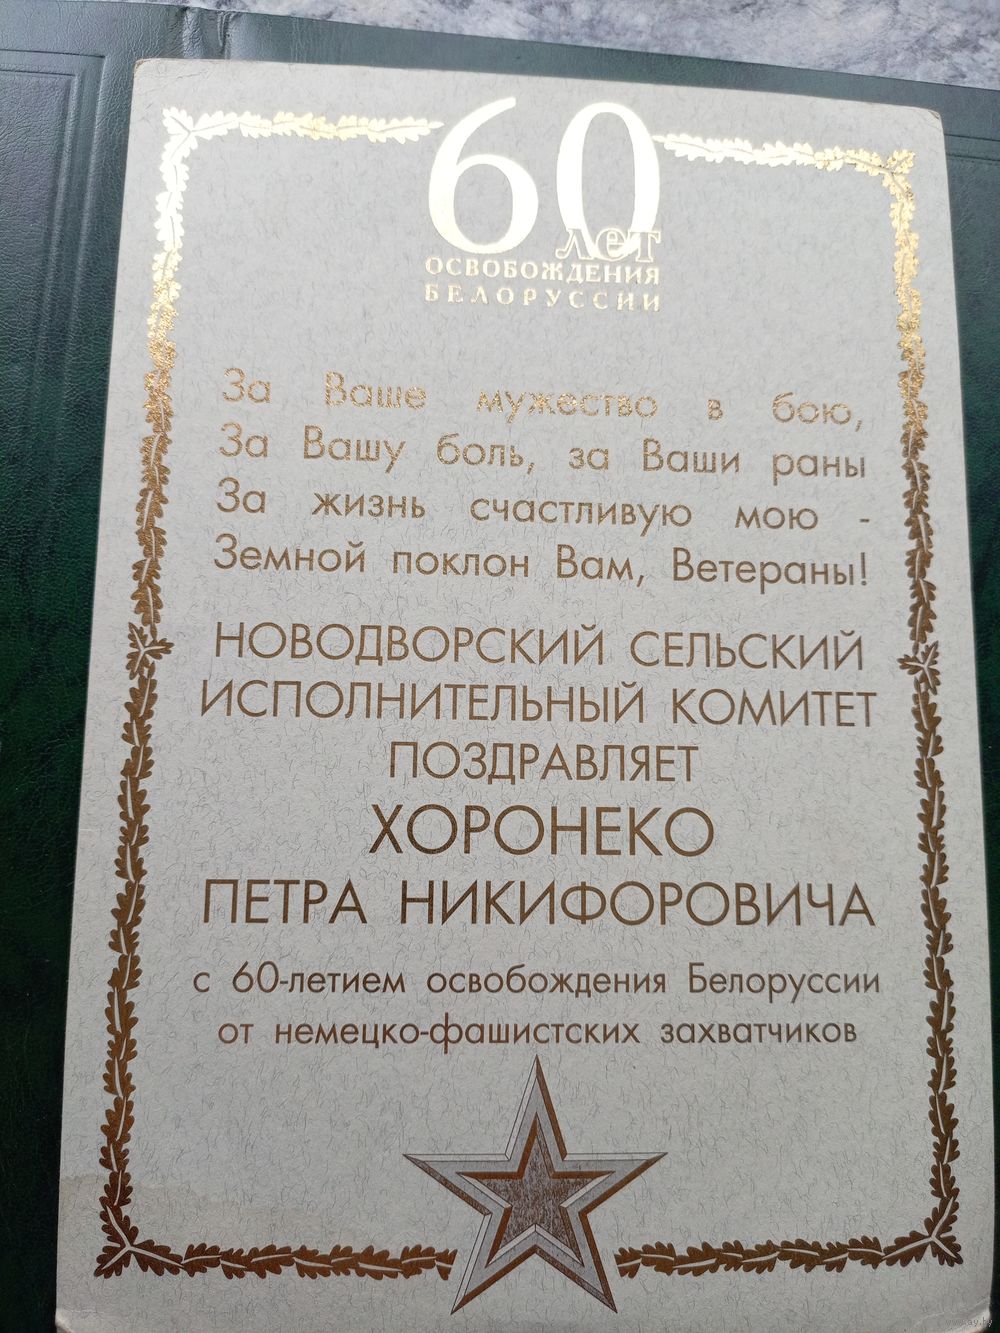 60
лет
ОСВОБОЖДЕНИЯ
БЕЛОРУССИИ
За Ваше мужество в бою,
За Вашу боль, за Ваши раны
За жизнь счастливую мою -
Земной поклон Вам, Ветераны!
НОВОДВОРСКИЙ СЕЛЬСКИЙ
ИСПОЛНИТЕЛЬНЫЙ КОМИТЕТ
ПОЗДРАВЛЯЕТ
ХОРОНЕКО
ПЕТРА НИКИФОРОВИЧА
с 60-летием освобождения Белоруссии
от немецко-фашистских захватчиков